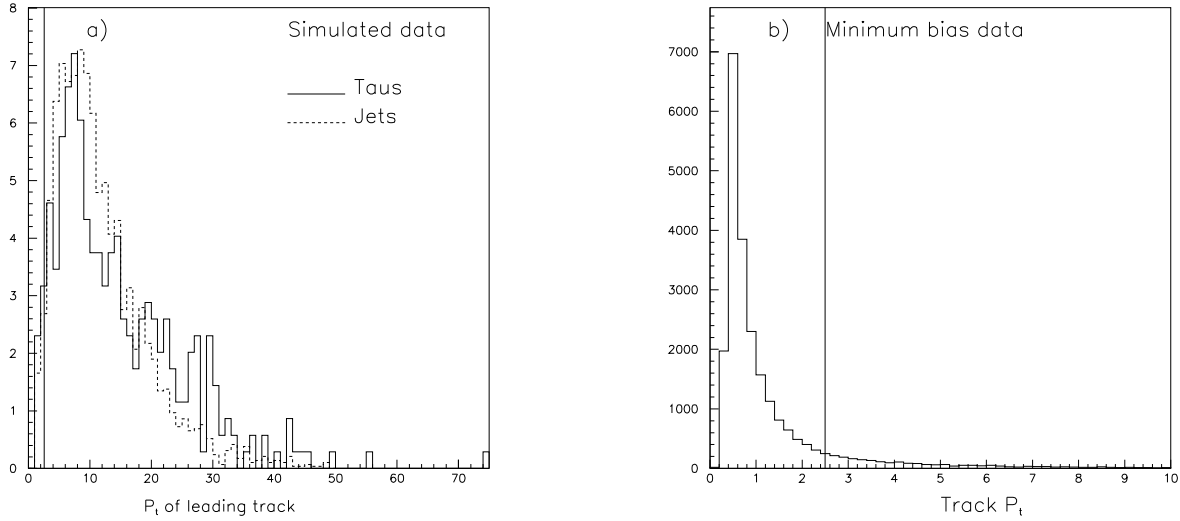 a) Simulated data
Taus
Jets
8
7
6
5
4
3
2
1
0
0 10 20 30 40 50 60 70
Pt of leading track
b) Minimum bias data
7000
6000
5000
4000
3000
2000
1000
0
0 1 2 3 4 5 6 7 8 9 10
Track Pt